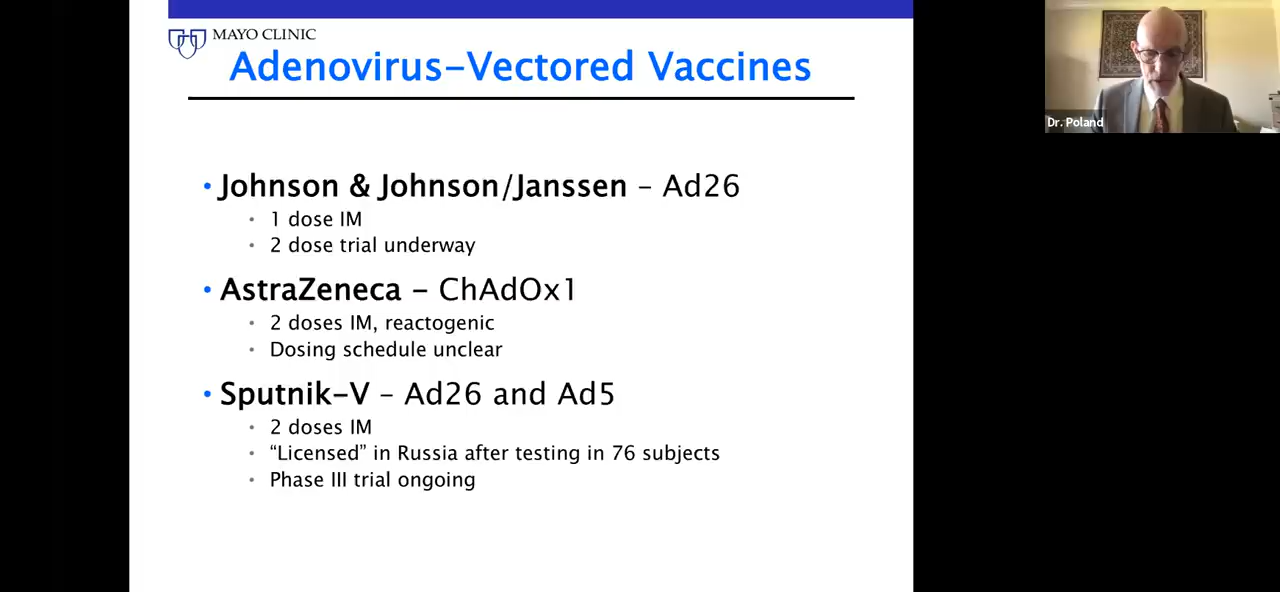 MAYO CLINIC
Adenovirus-Vectored Vaccines
• Johnson & Johnson/Janssen – Ad26
• 1 dose IM
• 2 dose trial underway
• AstraZeneca – ChAdOx1
• 2 doses IM, reactogenic
• Dosing schedule unclear
• Sputnik-V – Ad26 and Ad5
• 2 doses IM
• “Licensed” in Russia after testing in 76 subjects
• Phase III trial ongoing
Dr. Poland